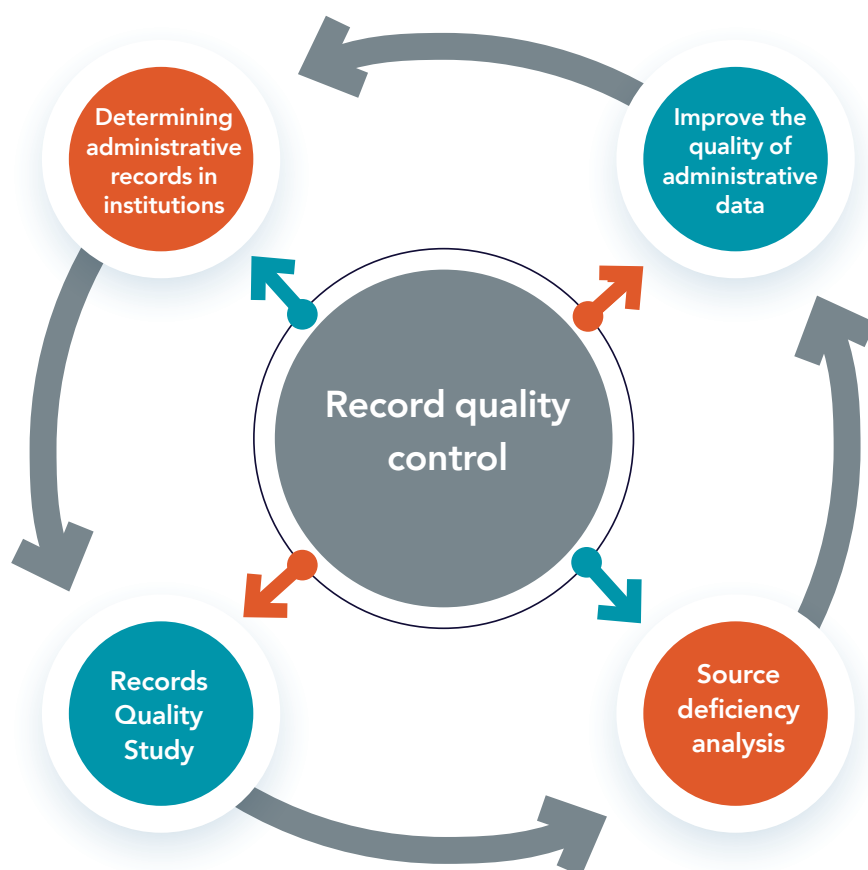 Determining
administrative
records in
institutions
Improve the
quality of
administrative
data
Record quality
control
Records
Quality
Study
Source
deficiency
analysis